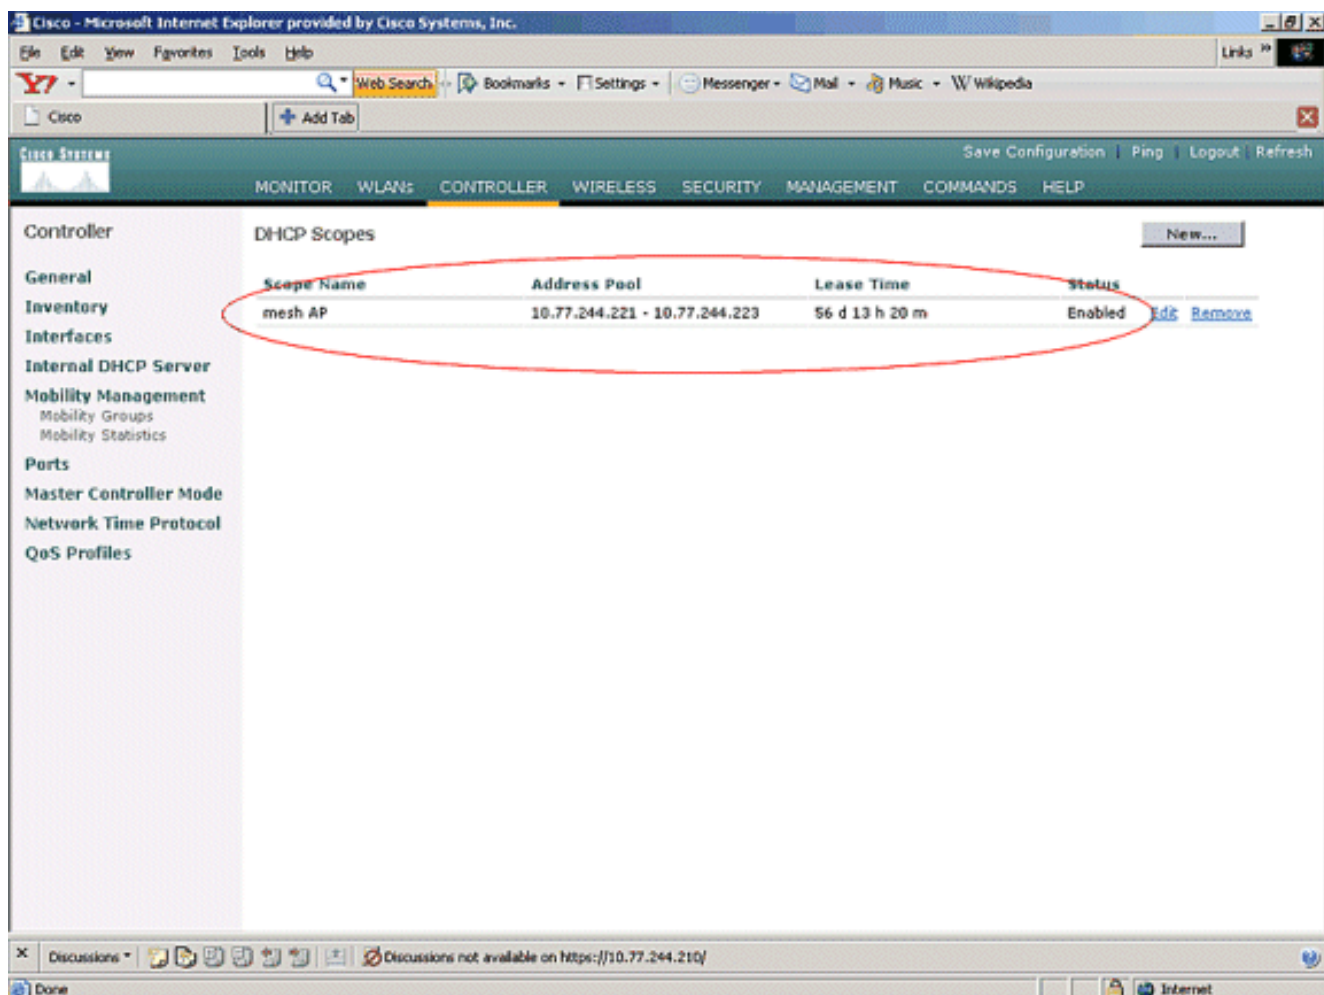 Cisco - Microsoft Internet Explorer provided by Cisco Systems, Inc.
File Edit View Favorites Tools Help Links »
Y7 - Web Search Bookmarks Settings Messenger Mail Music W Wikipedia
Cisco Add Tab
Cisco Systems
Save Configuration | Ping | Logout | Refresh
MONITOR WLANs CONTROLLER WIRELESS SECURITY MANAGEMENT COMMANDS HELP
Controller
General
Inventory
Interfaces
Internal DHCP Server
Mobility Management
Mobility Groups
Mobility Statistics
Ports
Master Controller Mode
Network Time Protocol
QoS Profiles
DHCP Scopes New...
Scope Name Address Pool Lease Time Status
mesh AP 10.77.244.221 - 10.77.244.223 56 d 13 h 20 m Enabled Edit Remove
Discussions Discussions not available on https://10.77.244.210/
Done Internet